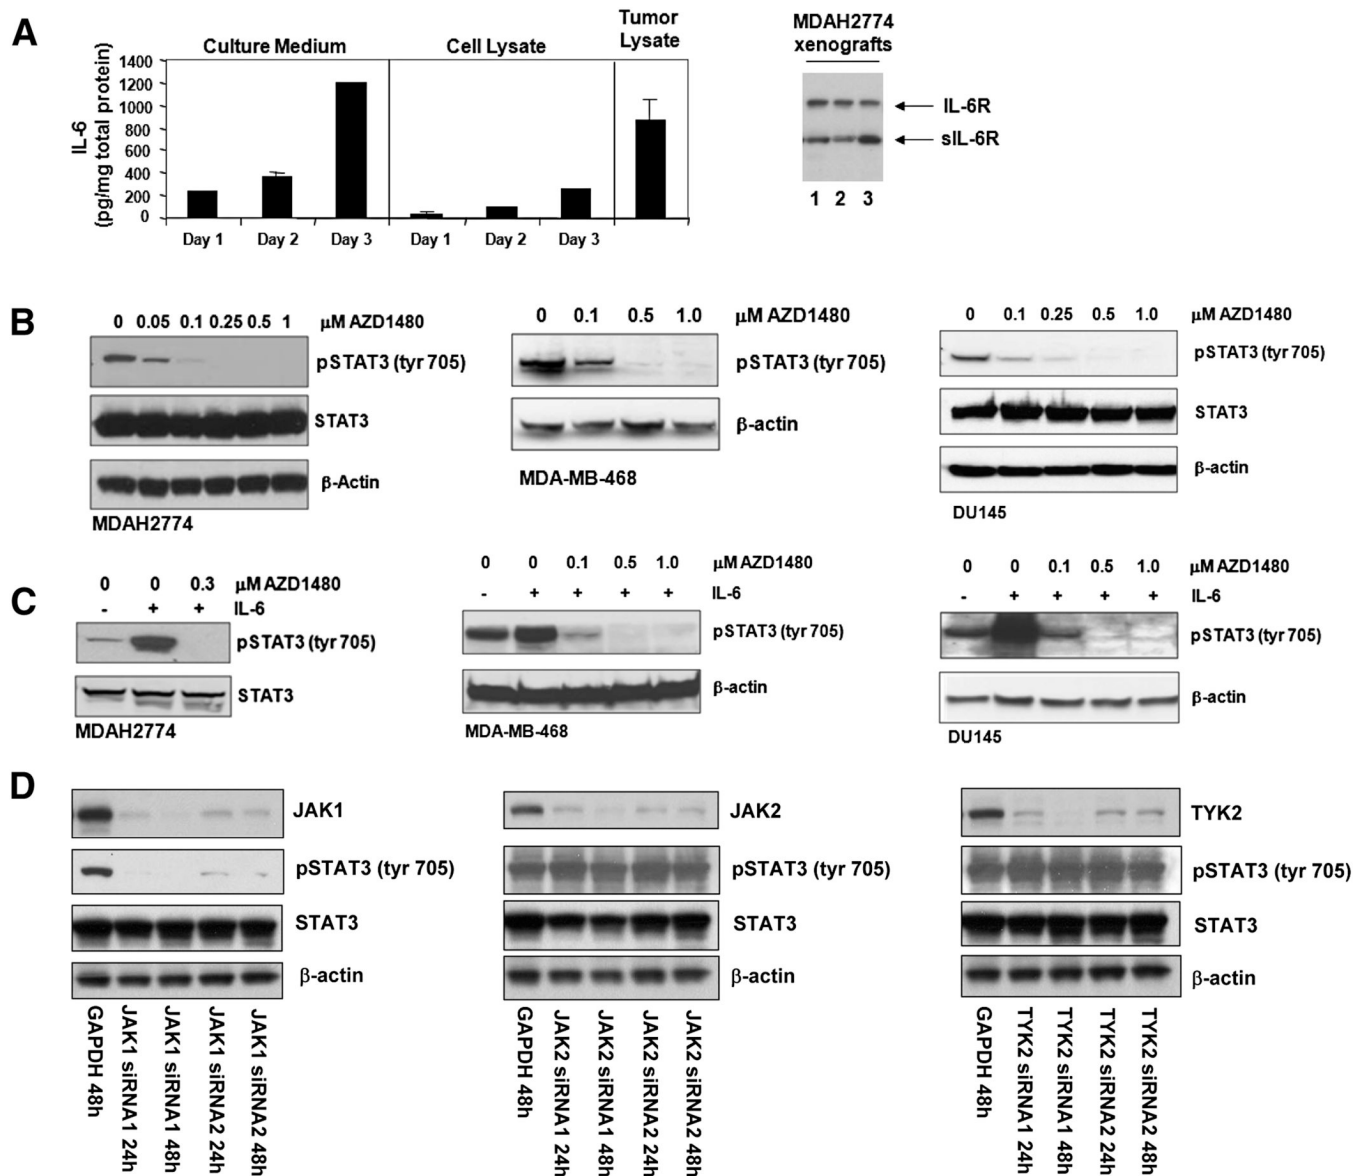 A
Culture Medium
Cell Lysate
Tumor
Lysate
IL-6
(pg/mg total protein)
1400
1200
1000
800
600
400
200
0
Day 1
Day 2
Day 3
Day 1
Day 2
Day 3
MDAH2774
xenografts
IL-6R
sIL-6R
1 2 3
B
0 0.05 0.1 0.25 0.5 1 μM AZD1480
pSTAT3 (tyr 705)
STAT3
β-Actin
MDAH2774
0 0.1 0.5 1.0 μM AZD1480
pSTAT3 (tyr 705)
β-actin
MDA-MB-468
0 0.1 0.25 0.5 1.0 μM AZD1480
pSTAT3 (tyr 705)
STAT3
β-actin
DU145
C
0 0 0.3 μM AZD1480
- + + IL-6
pSTAT3 (tyr 705)
STAT3
MDAH2774
0 0 0.1 0.5 1.0 μM AZD1480
- + + + + IL-6
pSTAT3 (tyr 705)
β-actin
MDA-MB-468
0 0 0.1 0.5 1.0 μM AZD1480
- + + + + IL-6
pSTAT3 (tyr 705)
β-actin
DU145
D
JAK1
pSTAT3 (tyr 705)
STAT3
β-actin
GAPDH 48h
JAK1 siRNA1 24h
JAK1 siRNA1 48h
JAK1 siRNA2 24h
JAK1 siRNA2 48h
JAK2
pSTAT3 (tyr 705)
STAT3
β-actin
GAPDH 48h
JAK2 siRNA1 24h
JAK2 siRNA1 48h
JAK2 siRNA2 24h
JAK2 siRNA2 48h
TYK2
pSTAT3 (tyr 705)
STAT3
β-actin
GAPDH 48h
TYK2 siRNA1 24h
TYK2 siRNA1 48h
TYK2 siRNA2 24h
TYK2 siRNA2 48h